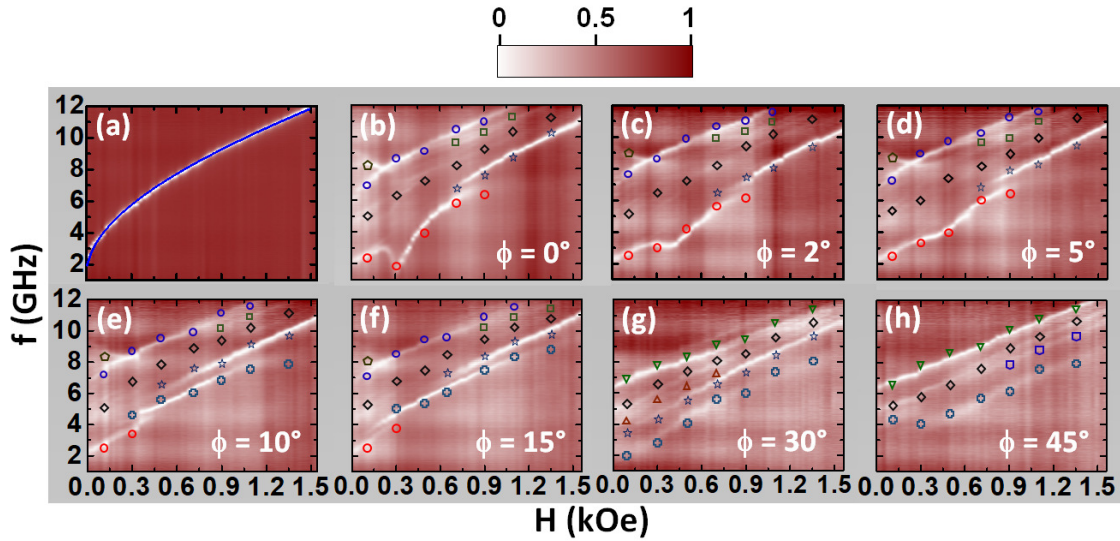 0 0.5 1
12
10
8
6
4
2
(a)
(b)
ϕ = 0°
(c)
ϕ = 2°
(d)
ϕ = 5°
12
10
8
6
4
2
(e)
ϕ = 10°
(f)
ϕ = 15°
(g)
ϕ = 30°
(h)
ϕ = 45°
f (GHz)
0.0 0.3 0.6 0.9 1.2 1.5 0.0 0.3 0.6 0.9 1.2 1.5 0.0 0.3 0.6 0.9 1.2 1.5 0.0 0.3 0.6 0.9 1.2 1.5
H (kOe)